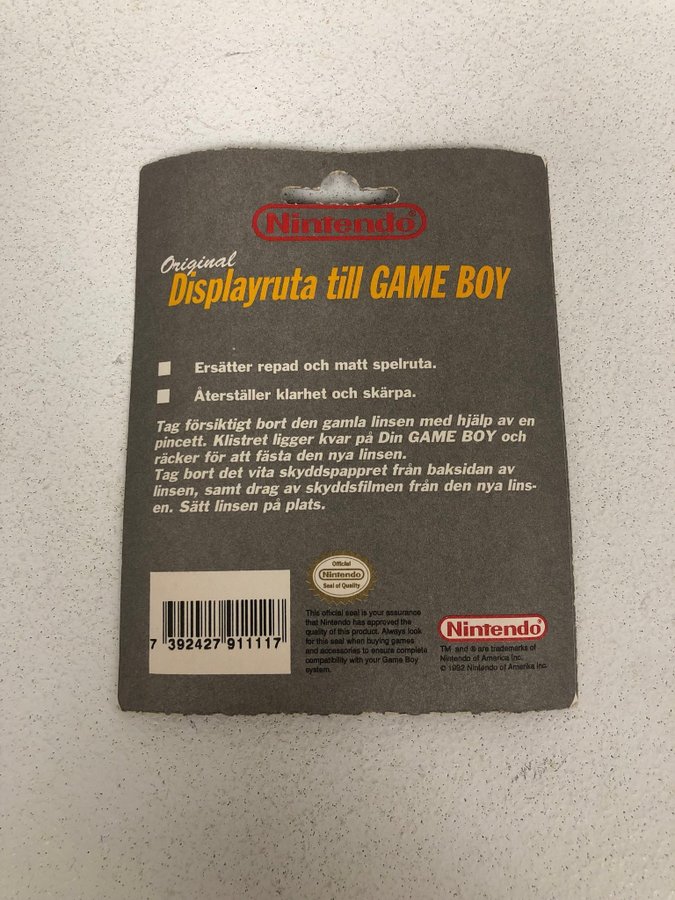 Nintendo®
Original
Displayruta till GAME BOY
Ersätter repad och matt spelruta.
Återställer klarhet och skärpa.
Tag försiktigt bort den gamla linsen med hjälp av en
pincett. Klistret ligger kvar på Din GAME BOY och
räcker för att fästa den nya linsen.
Tag bort det vita skyddspappret från baksidan av
linsen, samt drag av skyddsfilmen från den nya lins-
en. Sätt linsen på plats.
Official
Nintendo
Seal of Quality
This official seal is your assurance
that Nintendo has approved the
quality of this product. Always look
for this seal when buying games
and accessories to ensure complete
compatibility with your Game Boy
system.
7 392427 911117
Nintendo®
TM and ® are trademarks of
Nintendo of America Inc.
© 1992 Nintendo of Amerika Inc.